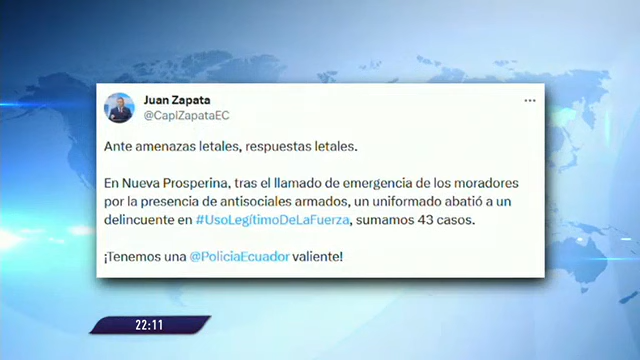 Juan Zapata
@CaplZapataEC
Ante amenazas letales, respuestas letales.
En Nueva Prosperina, tras el llamado de emergencia de los moradores
por la presencia de antisociales armados, un uniformado abatió a un
delincuente en #UsoLegítimoDeLaFuerza, sumamos 43 casos.
¡Tenemos una @PoliciaEcuador valiente!
22:11